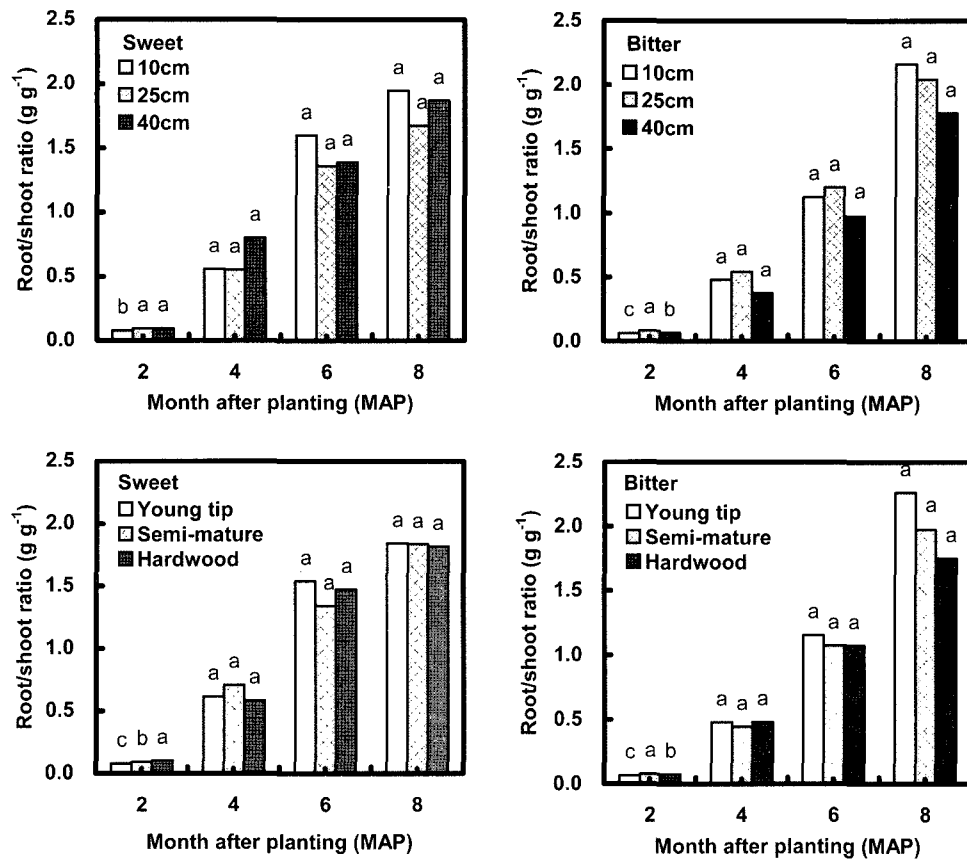 2.5
2.0
1.5
1.0
0.5
0.0
Root/shoot ratio (g g⁻¹)
Sweet
10cm
25cm
40cm
b a a
a a a
a a a
a a a
2 4 6 8
Month after planting (MAP)
2.5
2.0
1.5
1.0
0.5
0.0
Root/shoot ratio (g g⁻¹)
Bitter
10cm
25cm
40cm
c a b
a a a
a a a
a a a
2 4 6 8
Month after planting (MAP)
2.5
2.0
1.5
1.0
0.5
0.0
Root/shoot ratio (g g⁻¹)
Sweet
Young tip
Semi-mature
Hardwood
c b a
a a a
a a a
a a a
2 4 6 8
Month after planting (MAP)
2.5
2.0
1.5
1.0
0.5
0.0
Root/shoot ratio (g g⁻¹)
Bitter
Young tip
Semi-mature
Hardwood
c a b
a a a
a a a
a a a
2 4 6 8
Month after planting (MAP)